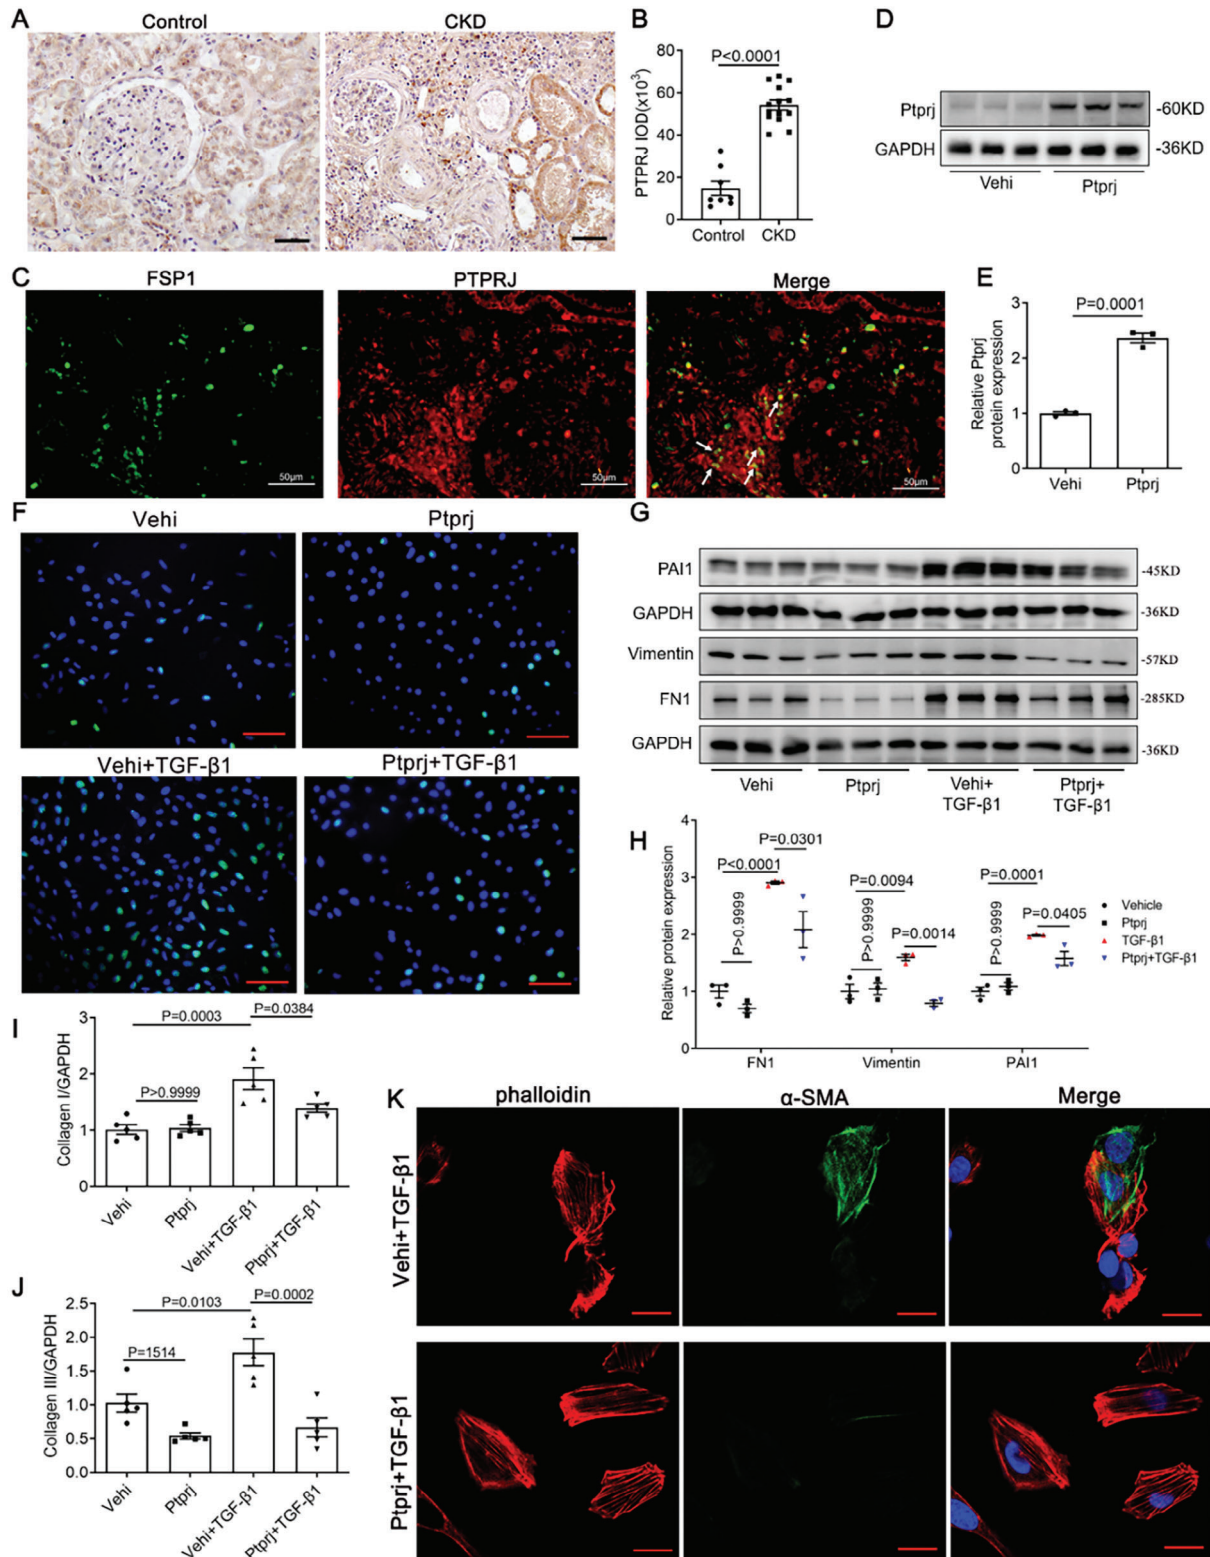 A
Control
CKD
B
PTPRJ IOD(x10³)
80
60
40
20
0
P<0.0001
Control
CKD
D
Ptprj
-60KD
GAPDH
-36KD
Vehi
Ptprj
C
FSP1
PTPRJ
Merge
50μm
50μm
50μm
E
Relative Ptprj
protein expression
3
2
1
0
P=0.0001
Vehi
Ptprj
F
Vehi
Ptprj
Vehi+TGF-β1
Ptprj+TGF-β1
G
PAI1
-45KD
GAPDH
-36KD
Vimentin
-57KD
FN1
-285KD
GAPDH
-36KD
Vehi
Ptprj
Vehi+
TGF-β1
Ptprj+
TGF-β1
H
Relative protein expression
4
3
2
1
0
P=0.0301
P<0.0001
P>0.9999
P=0.0094
P>0.9999
P=0.0014
P=0.0001
P>0.9999
P=0.0405
FN1
Vimentin
PAI1
Vehicle
Ptprj
TGF-β1
Ptprj+TGF-β1
I
Collagen I/GAPDH
3
2
1
0
P=0.0003
P=0.0384
P>0.9999
Vehi
Ptprj
Vehi+TGF-β1
Ptprj+TGF-β1
J
Collagen III/GAPDH
2.5
2.0
1.5
1.0
0.5
0.0
P=0.0103
P=0.0002
P=1514
Vehi
Ptprj
Vehi+TGF-β1
Ptprj+TGF-β1
K
phalloidin
α-SMA
Merge
Vehi+TGF-β1
Ptprj+TGF-β1